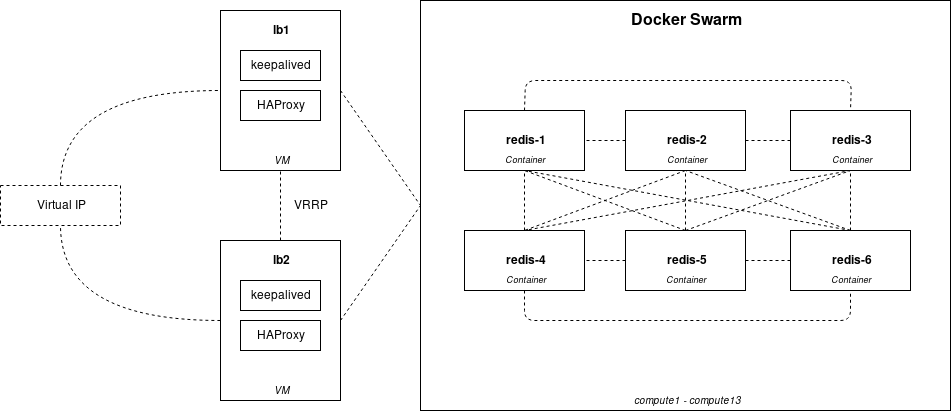 Docker Swarm
lb1
keepalived
HAProxy
VM
Virtual IP
VRRP
lb2
keepalived
HAProxy
VM
redis-1
Container
redis-2
Container
redis-3
Container
redis-4
Container
redis-5
Container
redis-6
Container
compute1 - compute13